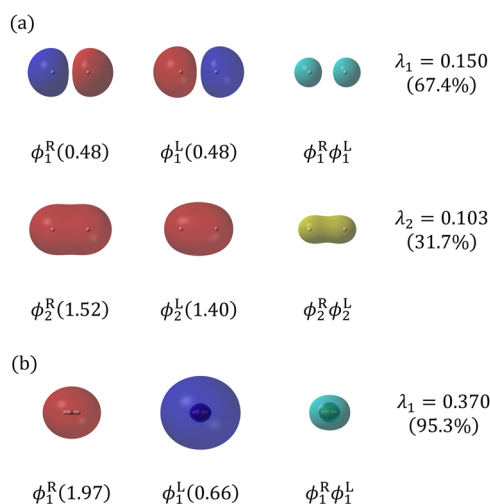 (a)
λ₁ = 0.150
(67.4%)
ϕ₁ᴿ(0.48) ϕ₁ᴸ(0.48) ϕ₁ᴿϕ₁ᴸ
λ₂ = 0.103
(31.7%)
ϕ₂ᴿ(1.52) ϕ₂ᴸ(1.40) ϕ₂ᴿϕ₂ᴸ
(b)
λ₁ = 0.370
(95.3%)
ϕ₁ᴿ(1.97) ϕ₁ᴸ(0.66) ϕ₁ᴿϕ₁ᴸ